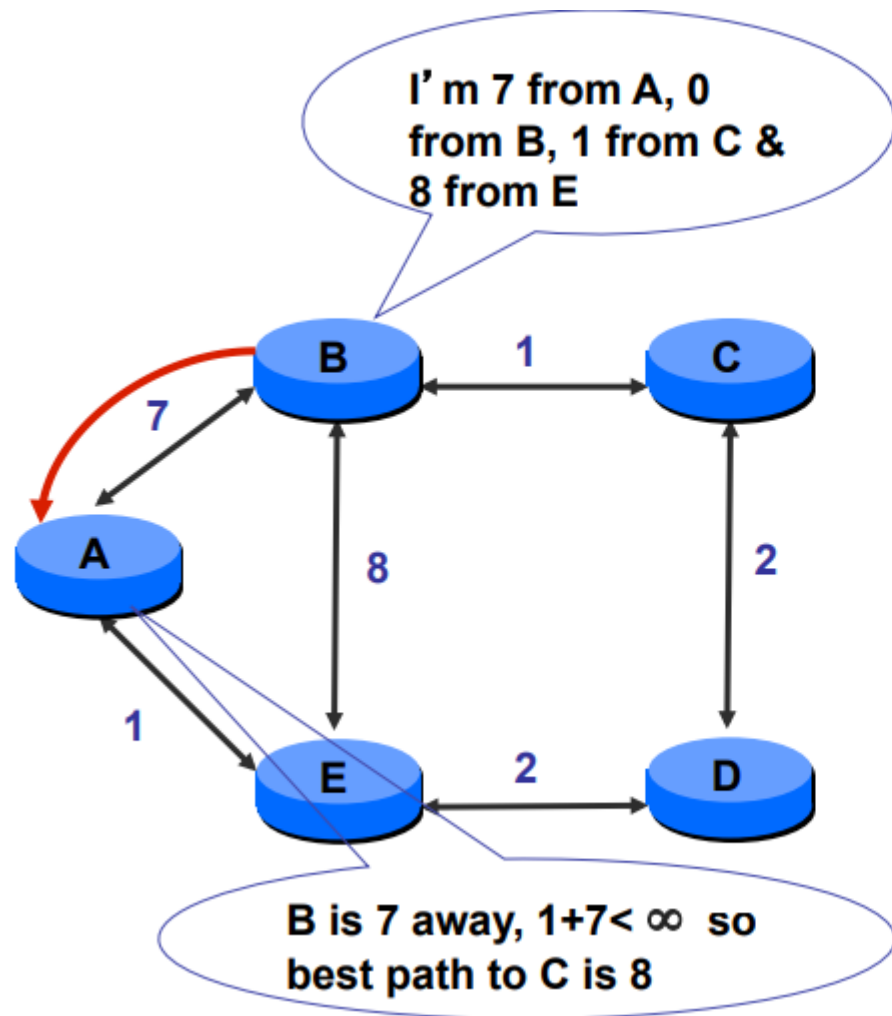 I’m 7 from A, 0
from B, 1 from C &
8 from E
B
1
C
7
A
8
2
1
E
2
D
B is 7 away, 1+7< ∞ so
best path to C is 8